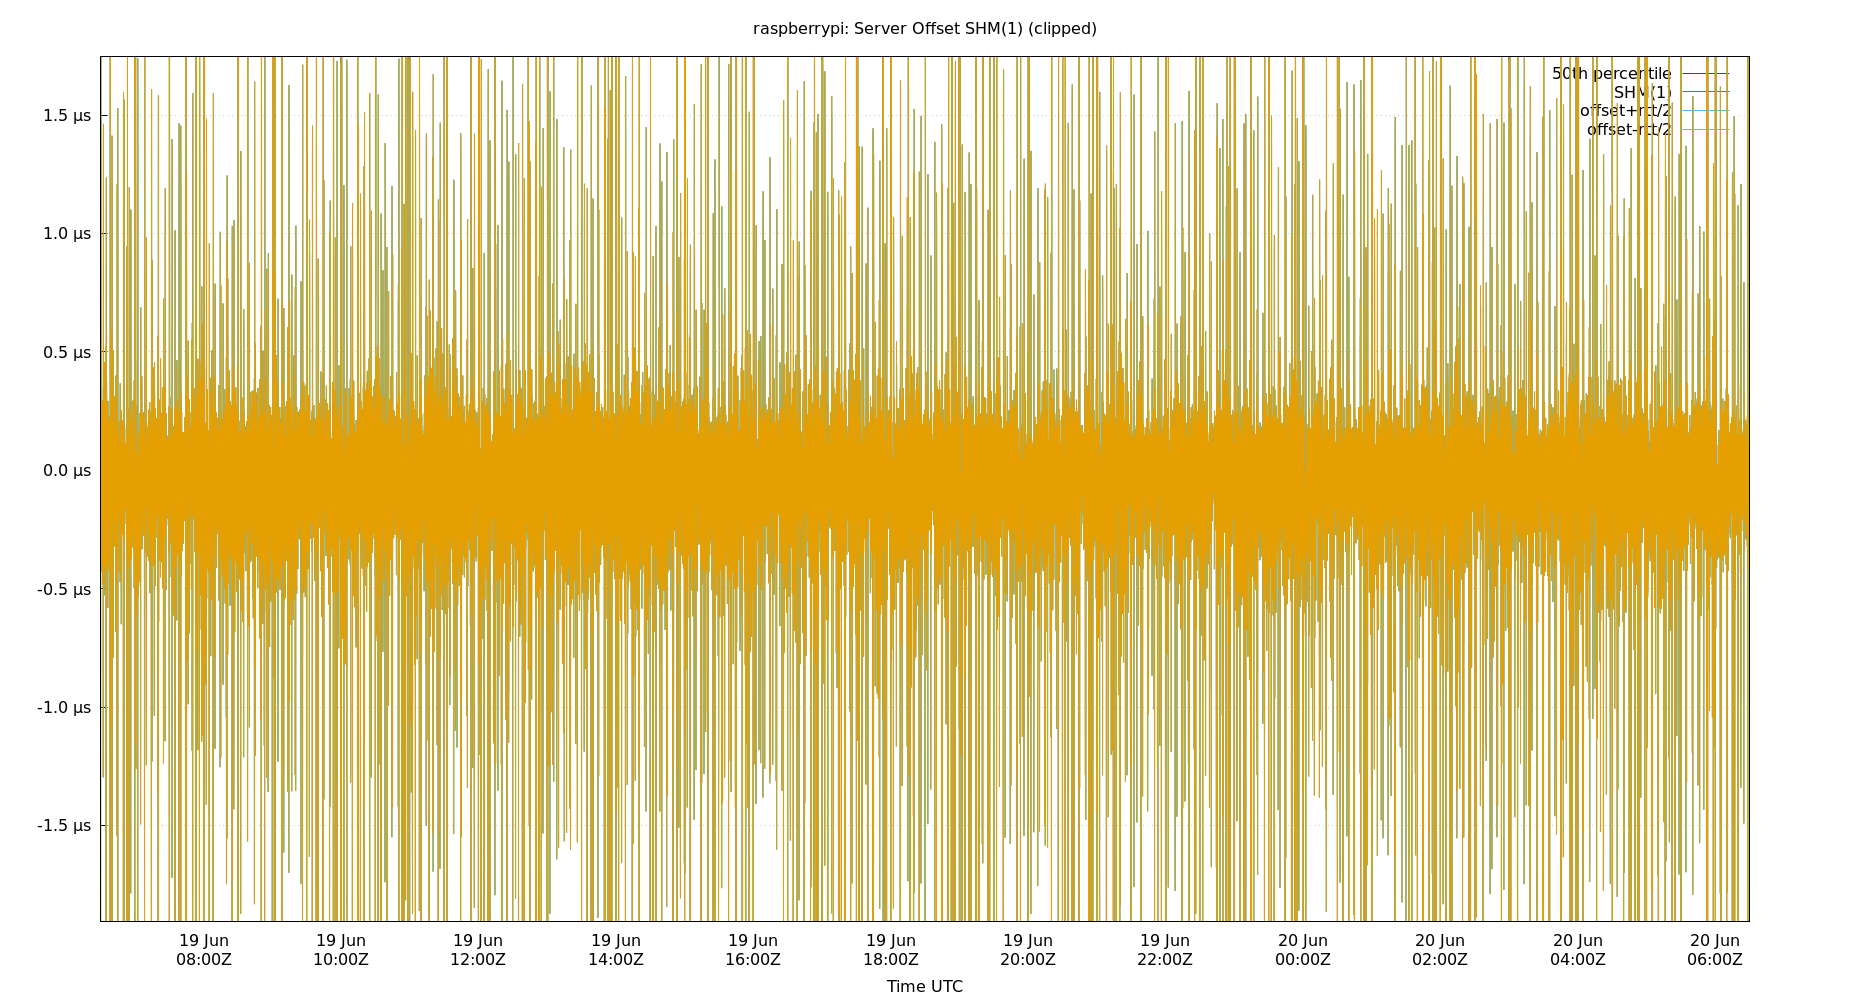 raspberrypi: Server Offset SHM(1) (clipped)
50th percentile
SHM(1)
offset+rtt/2
offset-rtt/2
1.5 µs
1.0 µs
0.5 µs
0.0 µs
-0.5 µs
-1.0 µs
-1.5 µs
19 Jun 19 Jun 19 Jun 19 Jun 19 Jun 19 Jun 19 Jun 19 Jun 20 Jun 20 Jun 20 Jun 20 Jun
08:00Z 10:00Z 12:00Z 14:00Z 16:00Z 18:00Z 20:00Z 22:00Z 00:00Z 02:00Z 04:00Z 06:00Z
Time UTC